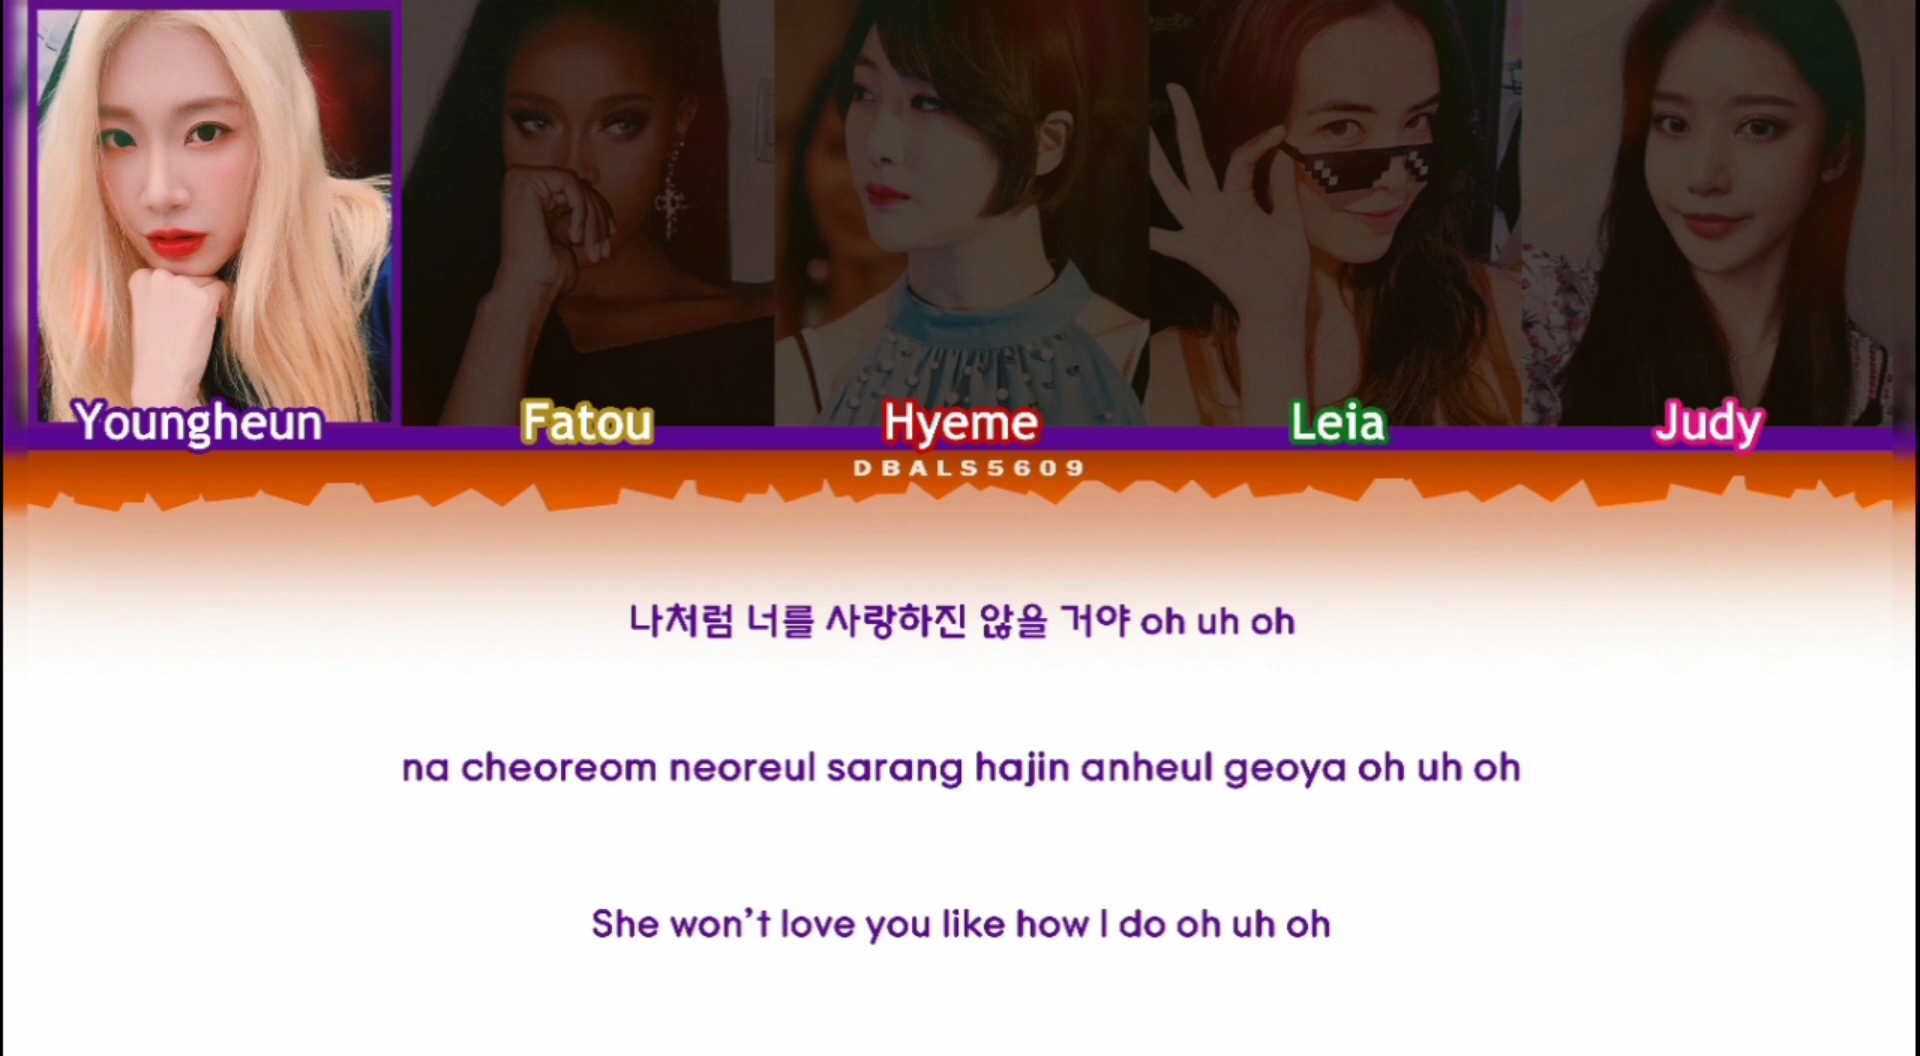 Youngheun Fatou Hyeme Leia Judy
DBALS5609
나처럼 너를 사랑하진 않을 거야 oh uh oh
na cheoreom neoreul sarang hajin anheul geoya oh uh oh
She won't love you like how I do oh uh oh